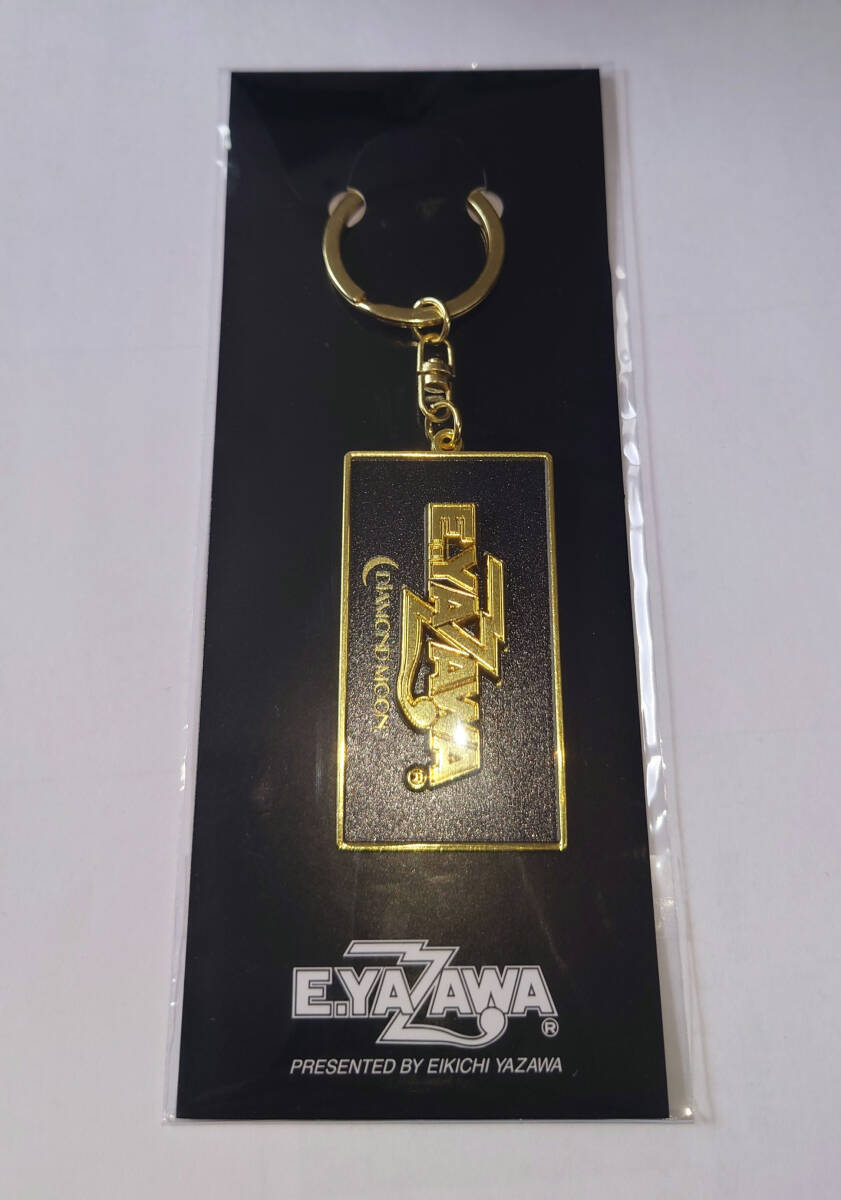 E.YAZAWA®
DIAMOND MOON
E.YAZAWA®
PRESENTED BY EIKICHI YAZAWA